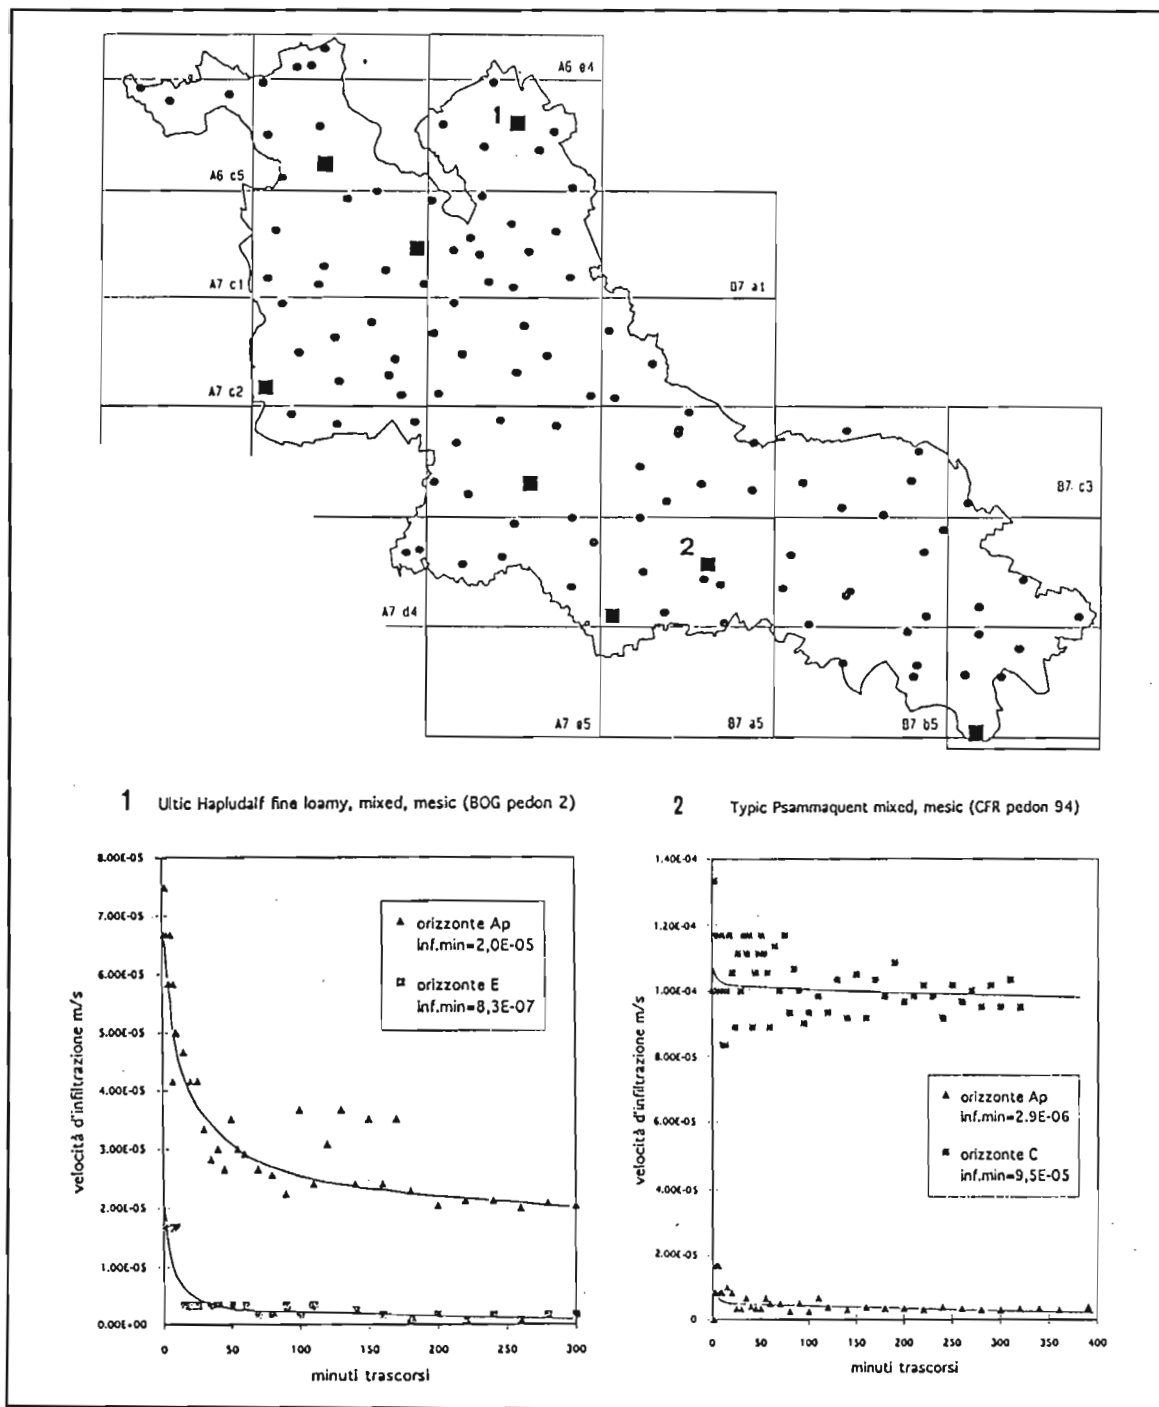 A6 e4
1
A6 c5
A7 c1
B7 a1
A7 c2
B7 c3
2
A7 d4
A7 e5
B7 a5
B7 b5
1 Ultic Hapludalf fine loamy, mixed, mesic (BOG pedon 2)
velocità d'infiltrazione m/s
8.00E-05
7.00E-05
6.00E-05
5.00E-05
4.00E-05
3.00E-05
2.00E-05
1.00E-05
0.00E+00
orizzonte Ap
inf.min=2,0E-05
orizzonte E
inf.min=8,3E-07
0 50 100 150 200 250 300
minuti trascorsi
2 Typic Psammaquent mixed, mesic (CFR pedon 94)
velocità d'infiltrazione m/s
1.40E-04
1.20E-04
1.00E-04
8.00E-05
6.00E-05
4.00E-05
2.00E-05
0
orizzonte Ap
inf.min=2.9E-06
orizzonte C
inf.min=9,5E-05
0 50 100 150 200 250 300 350 400
minuti trascorsi